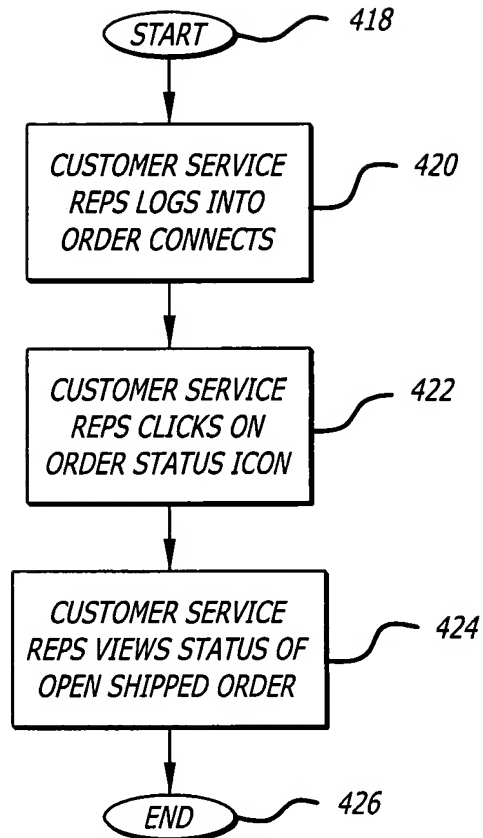 START
418
CUSTOMER SERVICE
REPS LOGS INTO
ORDER CONNECTS
420
CUSTOMER SERVICE
REPS CLICKS ON
ORDER STATUS ICON
422
CUSTOMER SERVICE
REPS VIEWS STATUS OF
OPEN SHIPPED ORDER
424
END
426